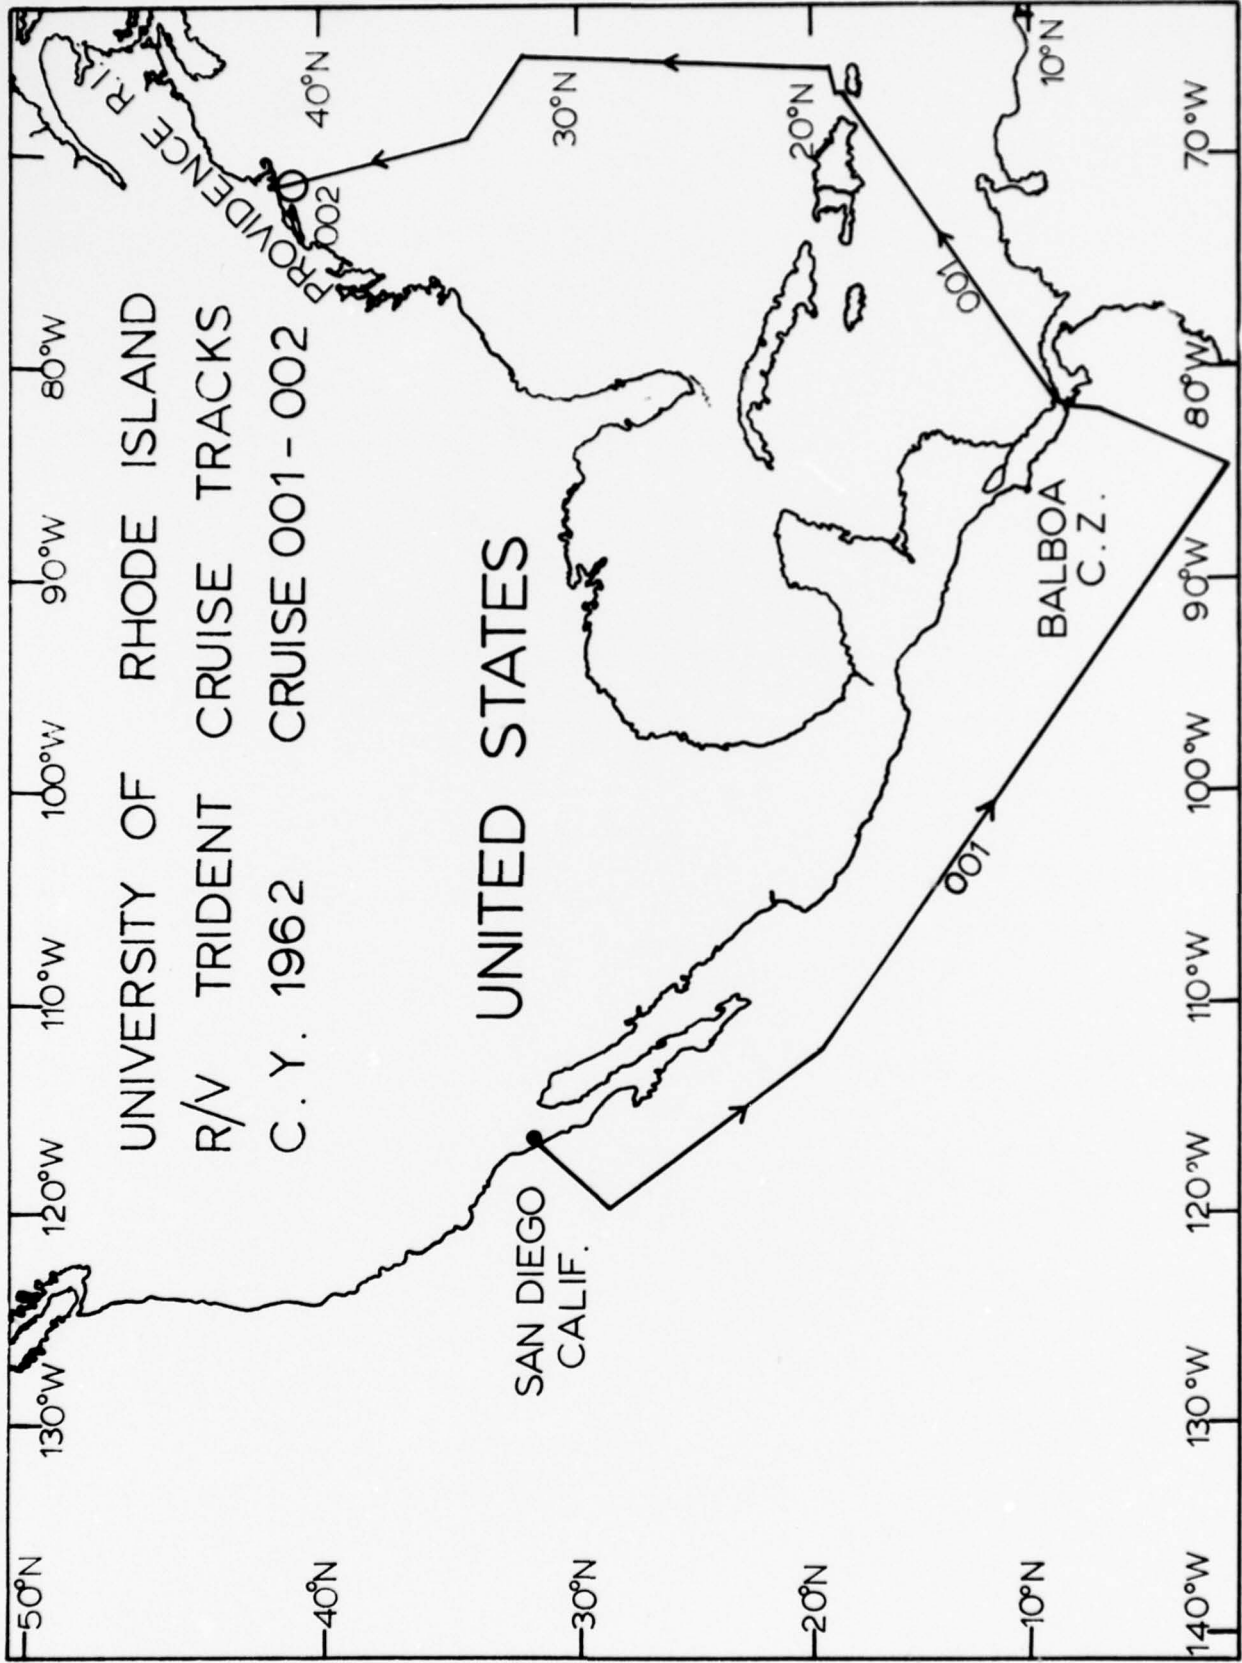 UNIVERSITY OF RHODE ISLAND
R/V TRIDENT CRUISE TRACKS
C.Y. 1962 CRUISE 001-002
UNITED STATES
PROVIDENCE R.I.
002
SAN DIEGO
CALIF.
BALBOA
C.Z.
001
001
130°W
120°W
110°W
100°W
90°W
80°W
50°N
40°N
30°N
20°N
10°N
40°N
30°N
20°N
10°N
140°W
130°W
120°W
110°W
100°W
90°W
80°W
70°W